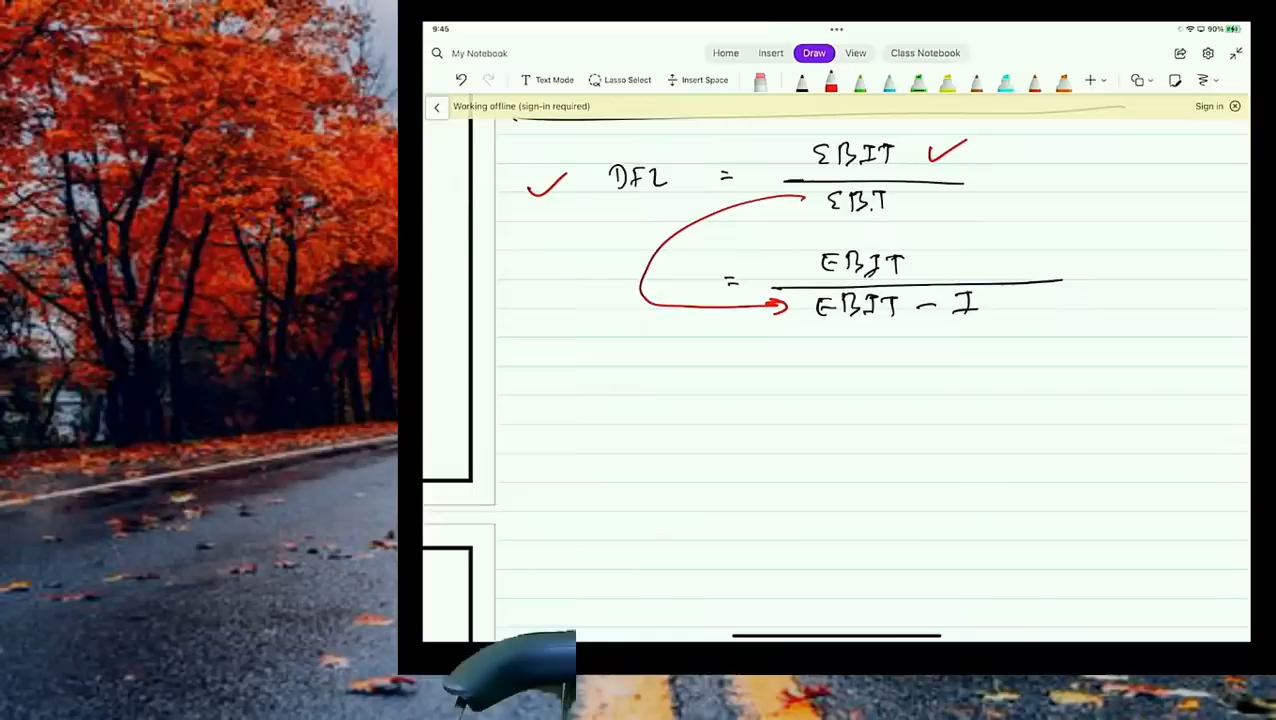 9:45
90%
My Notebook
Home Insert Draw View Class Notebook
Text Mode Lasso Select Insert Space
Working offline (sign-in required) Sign in
DFL = EBIT
EBT
= EBIT
EBIT - I